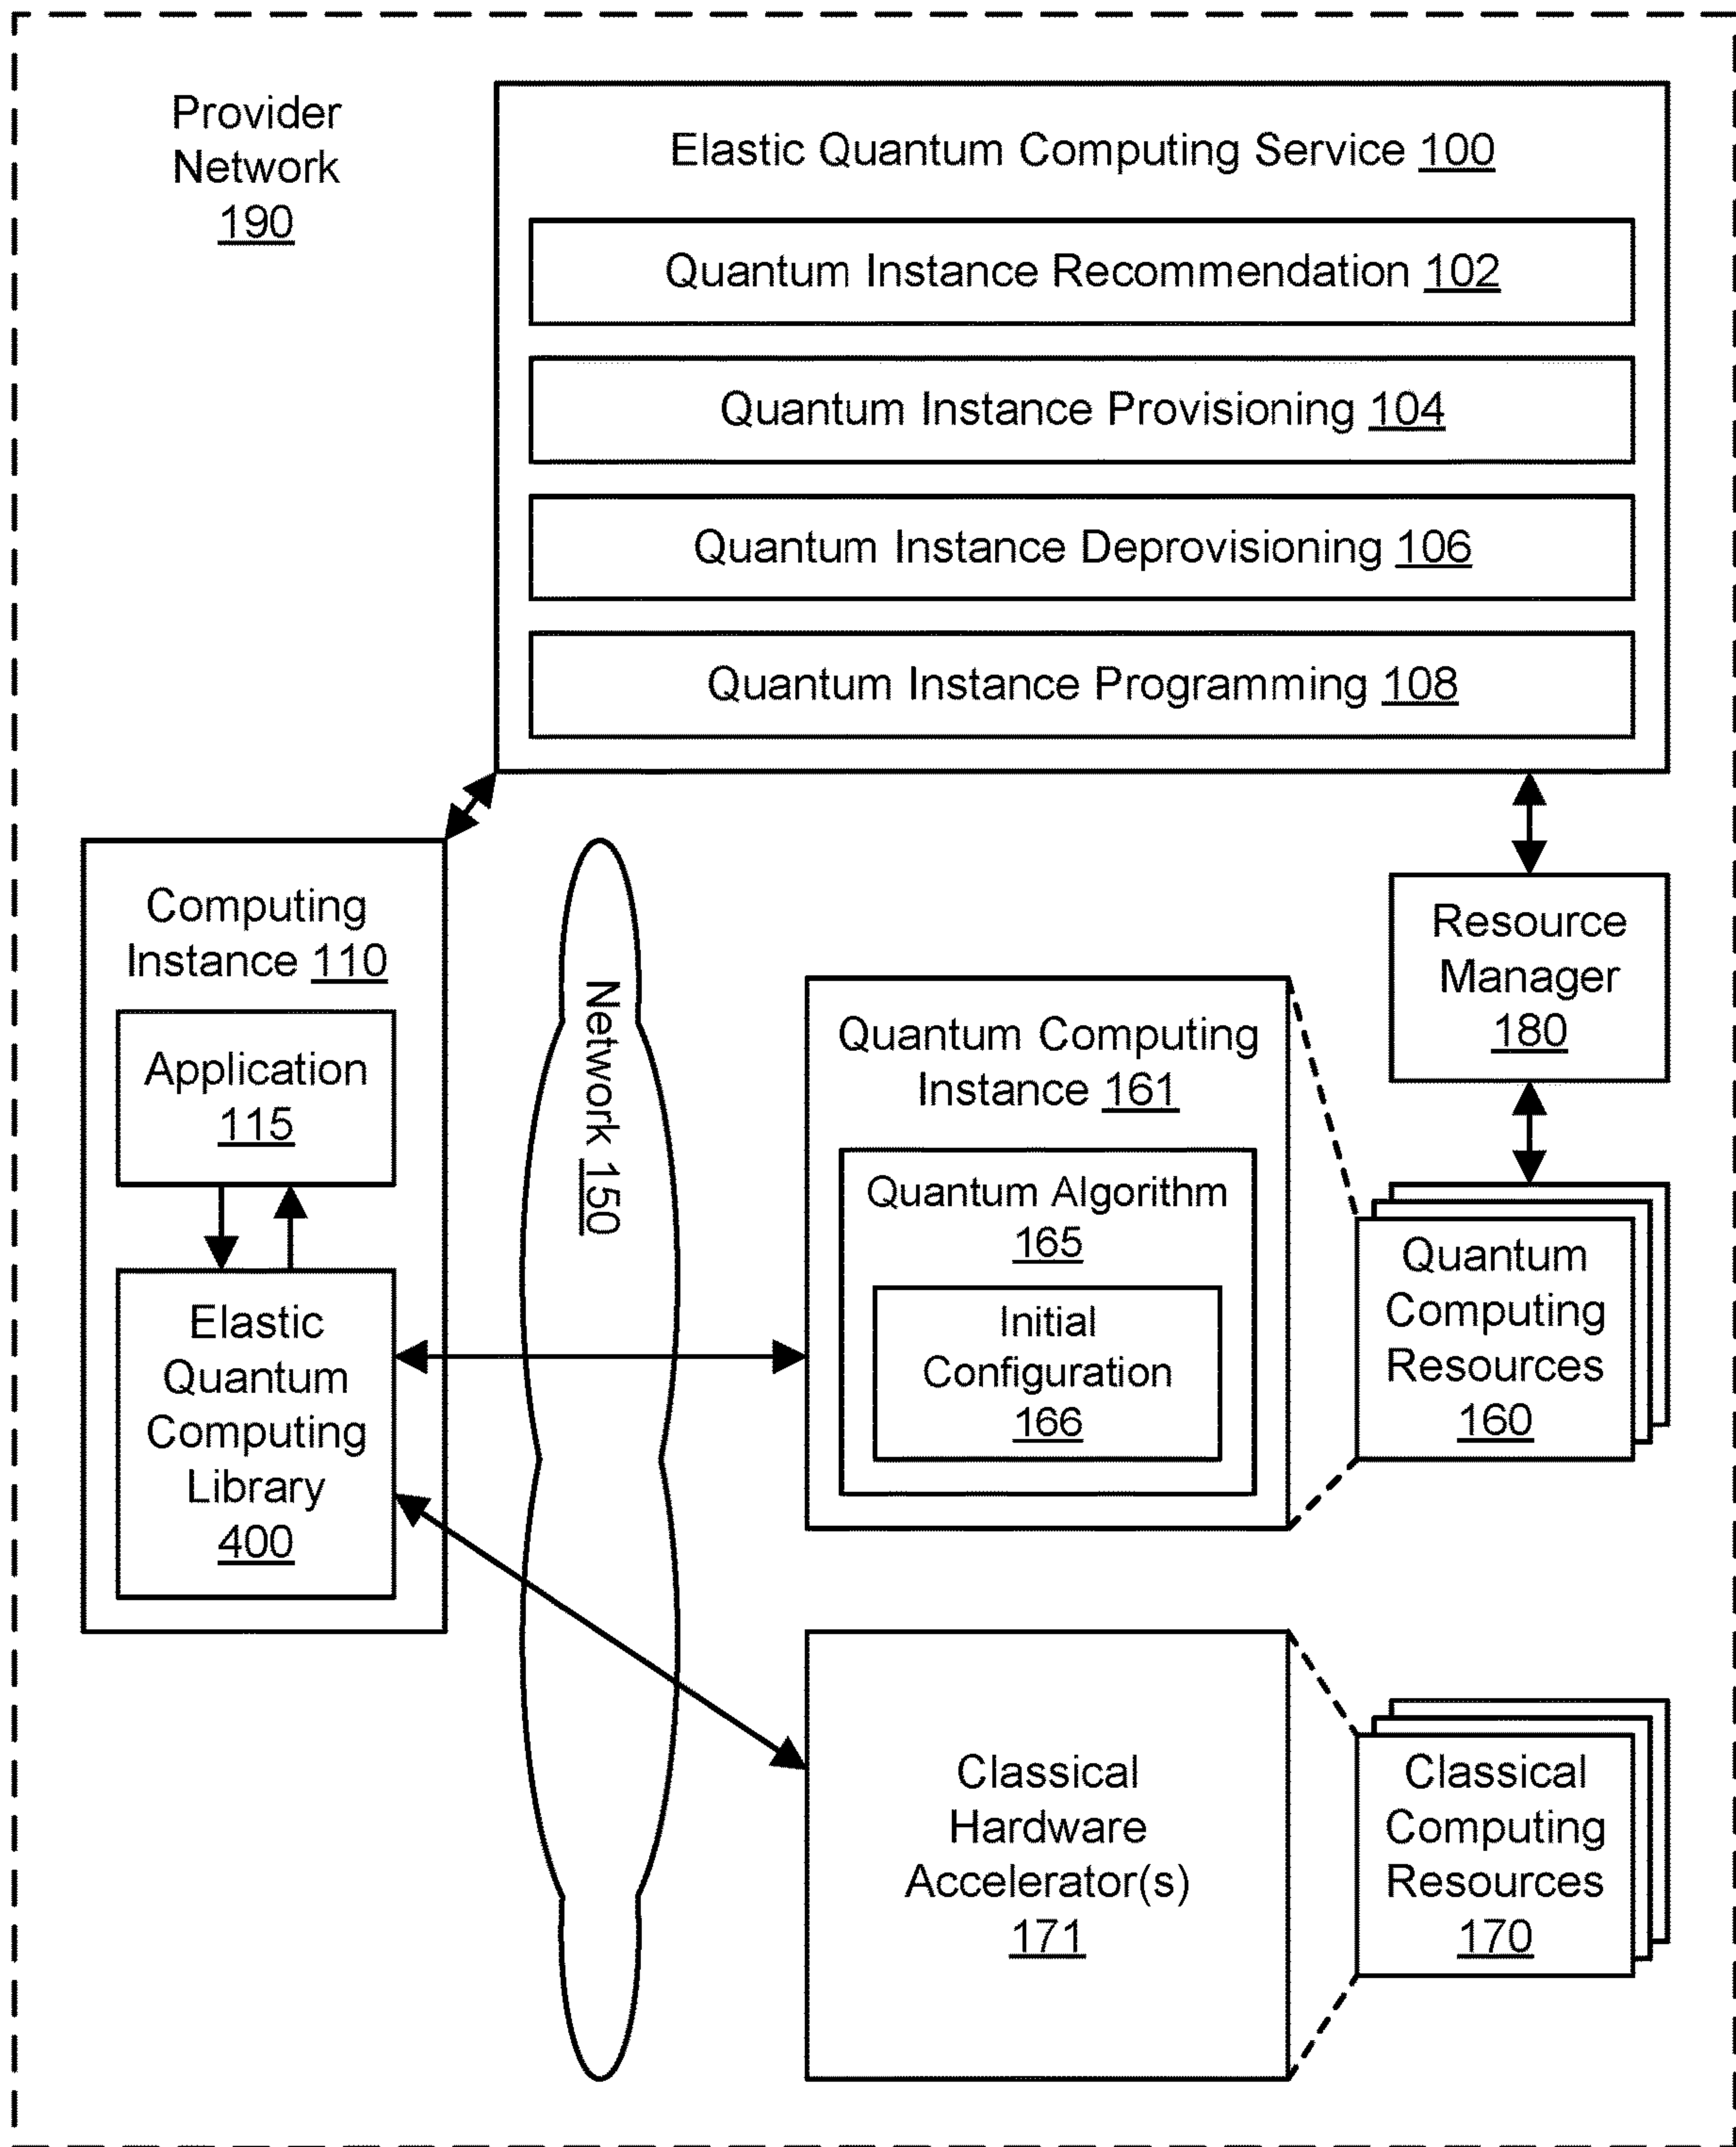 Provider
Network
190
Elastic Quantum Computing Service 100
Quantum Instance Recommendation 102
Quantum Instance Provisioning 104
Quantum Instance Deprovisioning 106
Quantum Instance Programming 108
Computing
Instance 110
Application
115
Elastic
Quantum
Computing
Library
400
Network 150
Quantum Computing
Instance 161
Quantum Algorithm
165
Initial
Configuration
166
Resource
Manager
180
Quantum
Computing
Resources
160
Classical
Hardware
Accelerator(s)
171
Classical
Computing
Resources
170